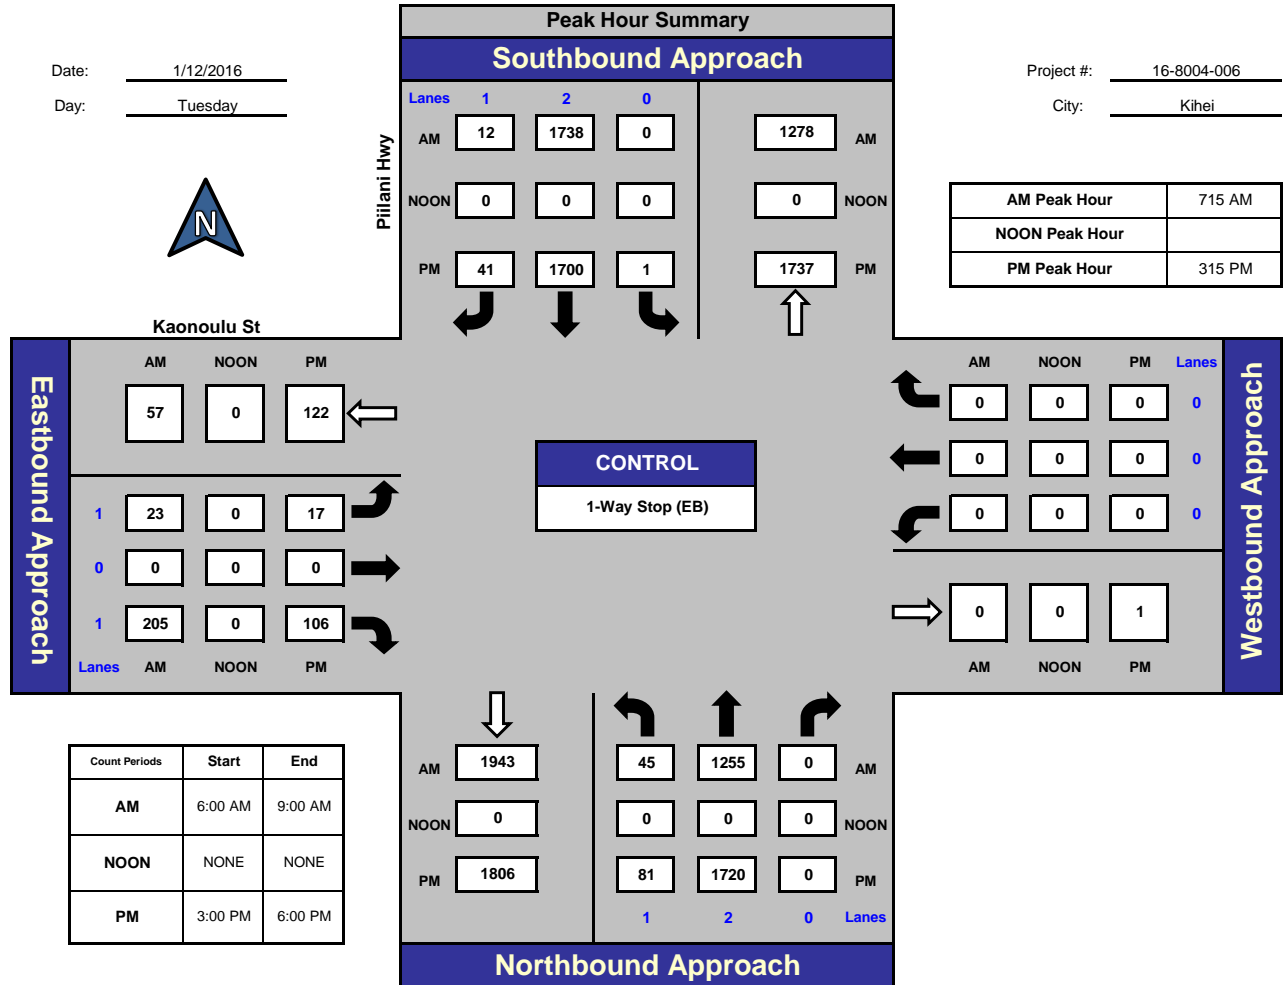 Peak Hour Summary
Southbound Approach
Date: 1/12/2016
Project #: 16-8004-006
Day: Tuesday
City: Kihei
Lanes 1 2 0
AM 12 1738 0 1278 AM
Piilani Hwy
NOON 0 0 0 0 NOON
PM 41 1700 1 1737 PM
N
AM Peak Hour 715 AM
NOON Peak Hour
PM Peak Hour 315 PM
Kaonoulu St
Eastbound Approach
AM NOON PM
57 0 122
1 23 0 17
0 0 0 0
1 205 0 106
Lanes AM NOON PM
CONTROL
1-Way Stop (EB)
AM NOON PM Lanes
0 0 0 0
0 0 0 0
0 0 0 0
0 0 1
AM NOON PM
Westbound Approach
Count Periods Start End
AM 6:00 AM 9:00 AM
NOON NONE NONE
PM 3:00 PM 6:00 PM
AM 1943 45 1255 0 AM
NOON 0 0 0 0 NOON
PM 1806 81 1720 0 PM
1 2 0 Lanes
Northbound Approach